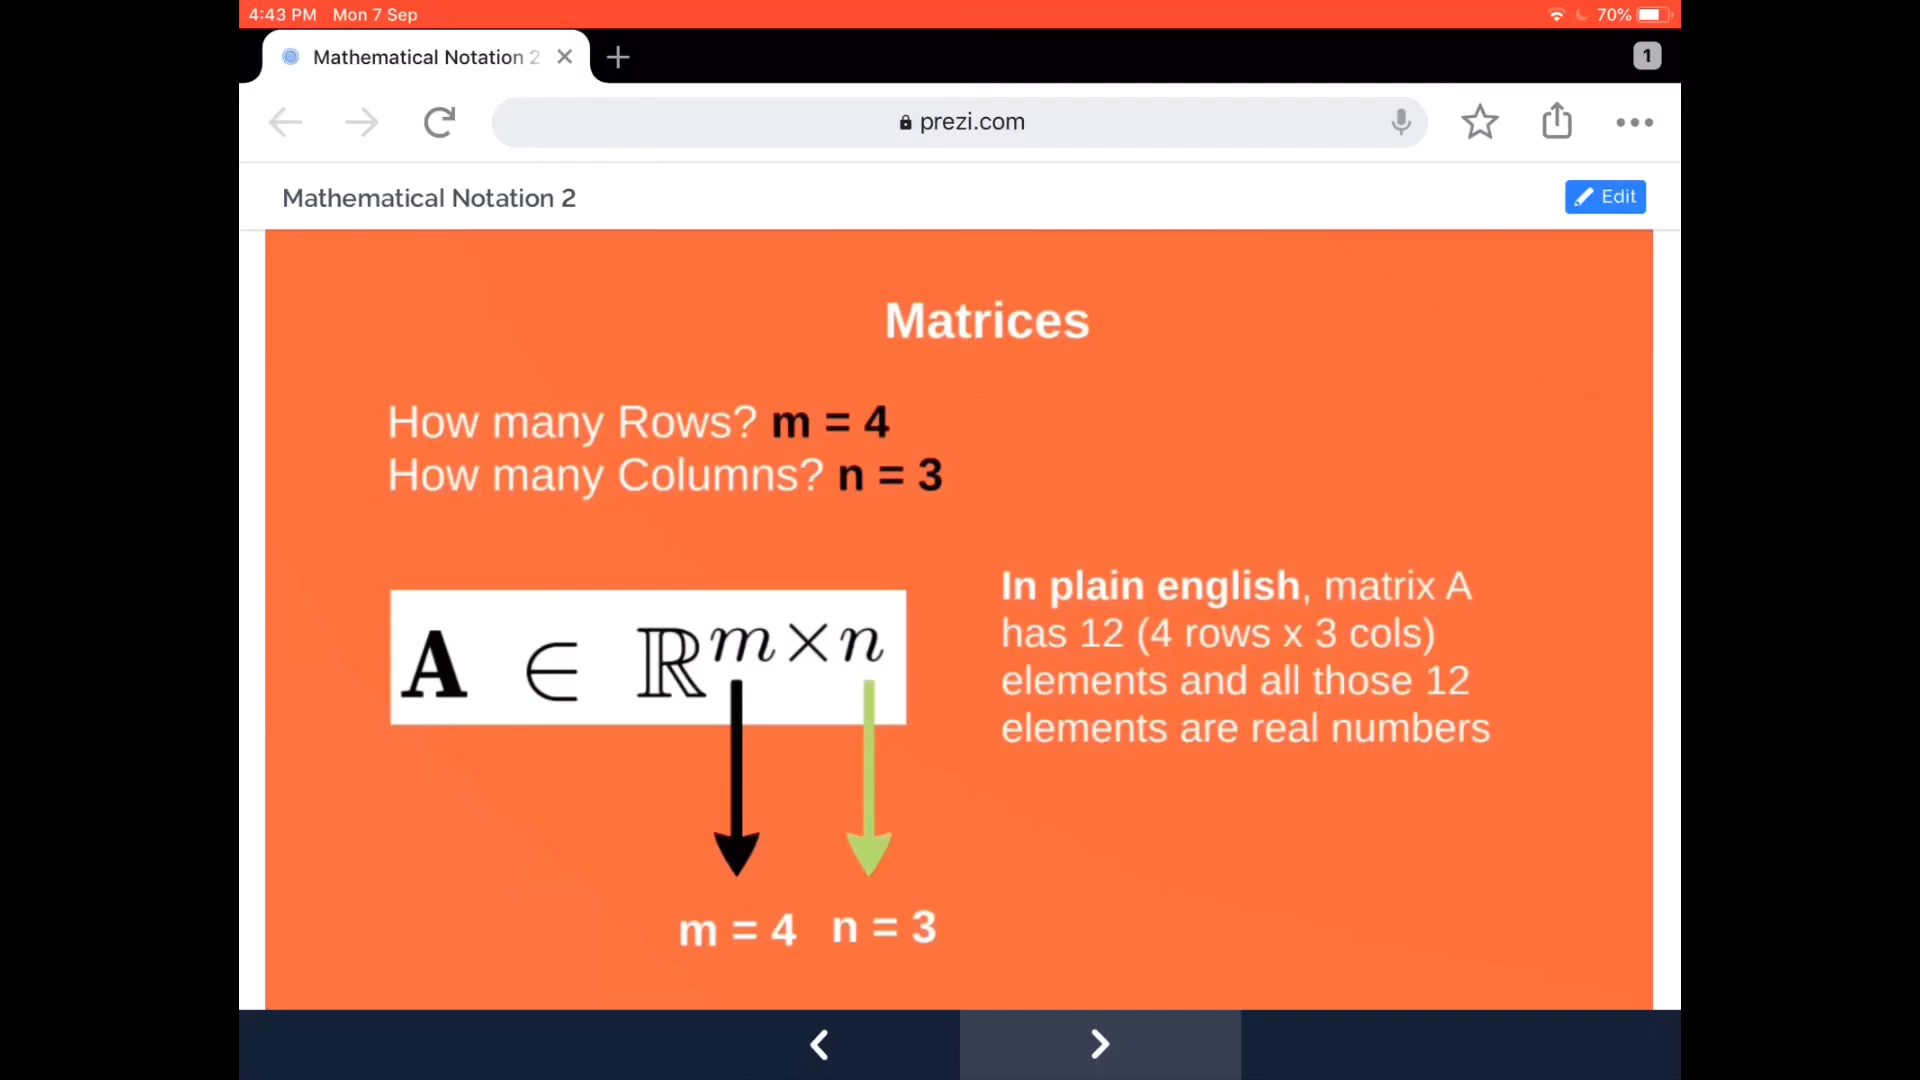 4:43 PM Mon 7 Sep 70%
Mathematical Notation 2 1
prezi.com
Mathematical Notation 2 Edit
Matrices
How many Rows? m = 4
How many Columns? n = 3
A ∈ ℝ^{m×n}
In plain english, matrix A
has 12 (4 rows x 3 cols)
elements and all those 12
elements are real numbers
m = 4 n = 3